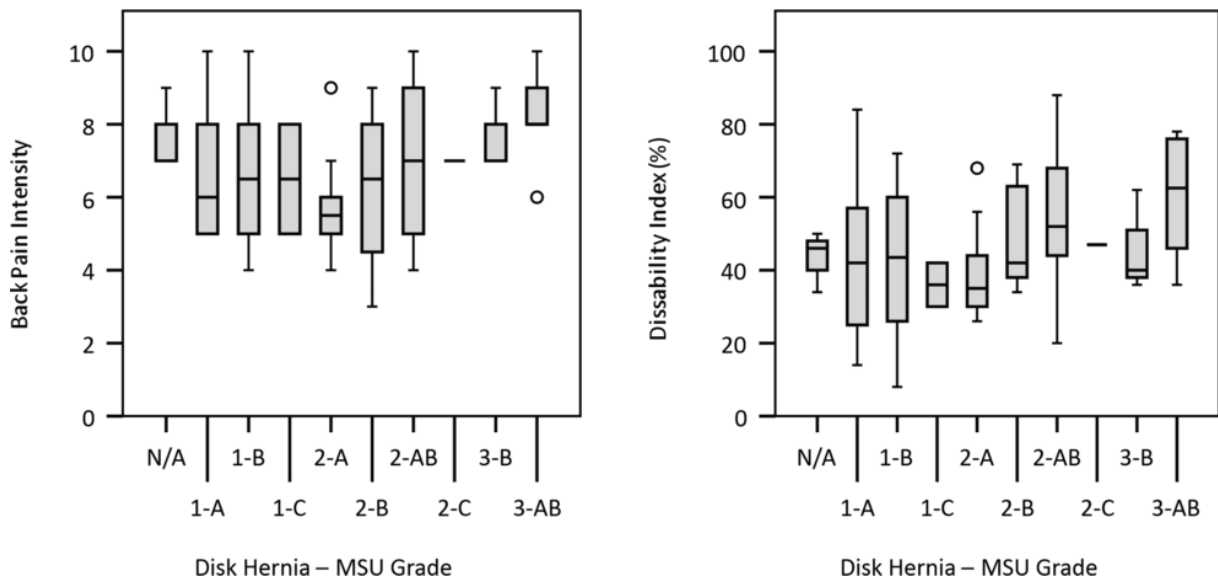 Back Pain Intensity
10
8
6
4
2
0
N/A 1-B 2-A 2-AB 3-B
1-A 1-C 2-B 2-C 3-AB
Disk Hernia – MSU Grade
Dissability Index (%)
100
80
60
40
20
0
N/A 1-B 2-A 2-AB 3-B
1-A 1-C 2-B 2-C 3-AB
Disk Hernia – MSU Grade